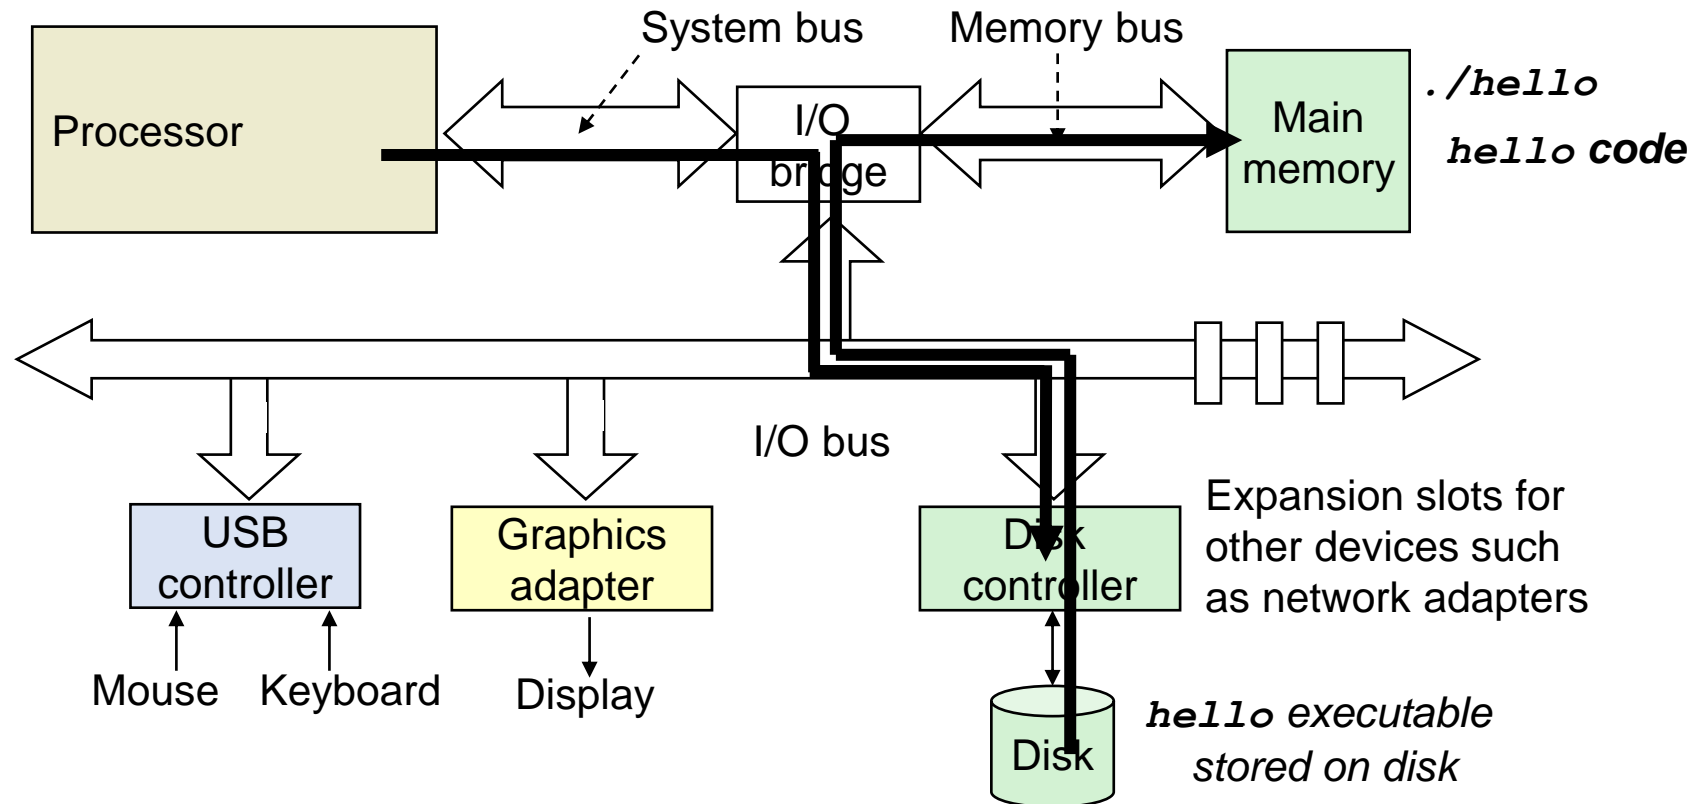 System bus
Memory bus
Processor
I/O
bridge
Main
memory
./hello
hello code
I/O bus
USB
controller
Graphics
adapter
Disk
controller
Expansion slots for
other devices such
as network adapters
Mouse
Keyboard
Display
Disk
hello executable
stored on disk